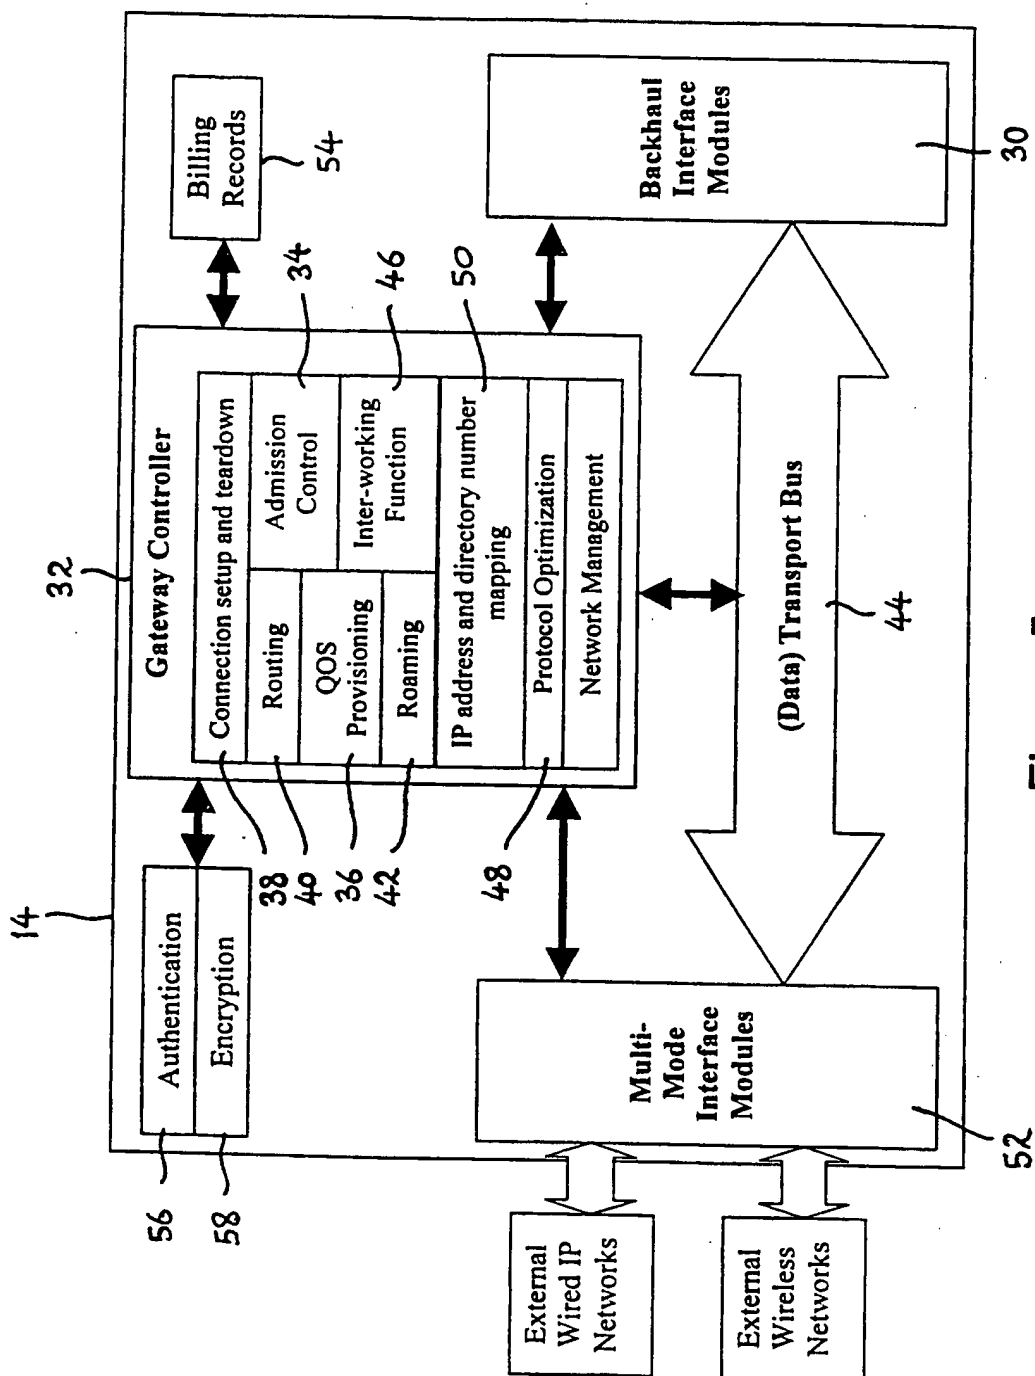 14
32
56
58
Authentication
Encryption
Gateway Controller
Connection setup and teardown
Routing
QOS
Provisioning
Roaming
Admission
Control
Inter-working
Function
IP address and directory number
mapping
Protocol Optimization
Network Management
38
40
36
42
48
34
46
50
Billing
Records
54
External
Wired IP
Networks
External
Wireless
Networks
Multi-
Mode
Interface
Modules
52
(Data) Transport Bus
44
Backhaul
Interface
Modules
30